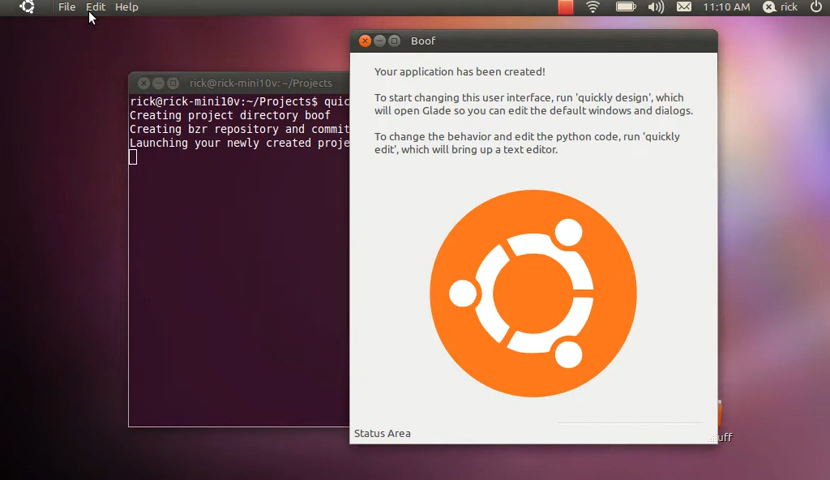 File Edit Help
11:10 AM rick
Boof
rick@rick-mini10v: ~/Projects
Your application has been created!
To start changing this user interface, run 'quickly design', which
will open Glade so you can edit the default windows and dialogs.
To change the behavior and edit the python code, run 'quickly
edit', which will bring up a text editor.
rick@rick-mini10v:~/Projects$ quic
Creating project directory boof
Creating bzr repository and commit
Launching your newly created proje
Status Area
uff